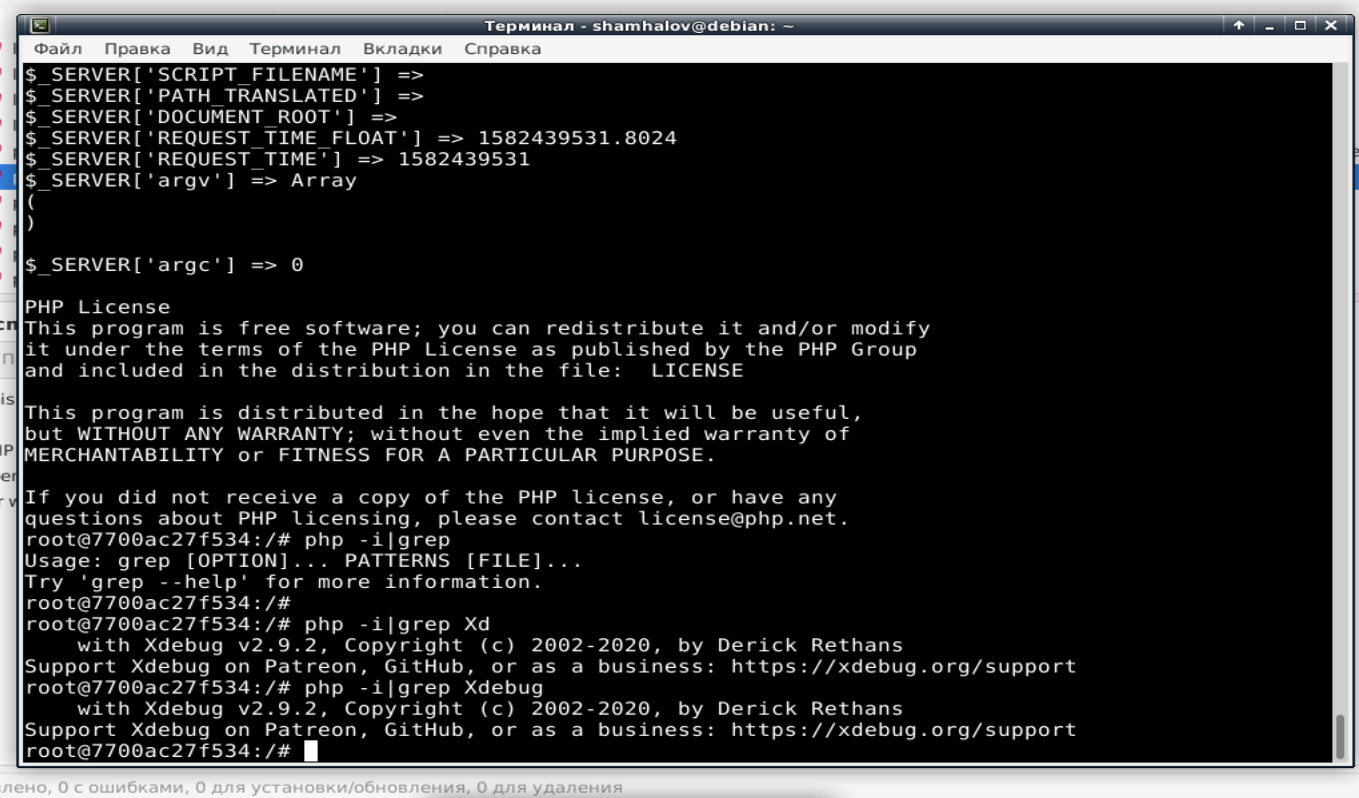 Терминал - shamhalov@debian: ~
Файл Правка Вид Терминал Вкладки Справка
$_SERVER['SCRIPT_FILENAME'] =>
$_SERVER['PATH_TRANSLATED'] =>
$_SERVER['DOCUMENT_ROOT'] =>
$_SERVER['REQUEST_TIME_FLOAT'] => 1582439531.8024
$_SERVER['REQUEST_TIME'] => 1582439531
$_SERVER['argv'] => Array
(
)
$_SERVER['argc'] => 0
PHP License
This program is free software; you can redistribute it and/or modify
it under the terms of the PHP License as published by the PHP Group
and included in the distribution in the file:  LICENSE
This program is distributed in the hope that it will be useful,
but WITHOUT ANY WARRANTY; without even the implied warranty of
MERCHANTABILITY or FITNESS FOR A PARTICULAR PURPOSE.
If you did not receive a copy of the PHP license, or have any
questions about PHP licensing, please contact license@php.net.
root@7700ac27f534:/# php -i|grep
Usage: grep [OPTION]... PATTERNS [FILE]...
Try 'grep --help' for more information.
root@7700ac27f534:/#
root@7700ac27f534:/# php -i|grep Xd
    with Xdebug v2.9.2, Copyright (c) 2002-2020, by Derick Rethans
Support Xdebug on Patreon, GitHub, or as a business: https://xdebug.org/support
root@7700ac27f534:/# php -i|grep Xdebug
    with Xdebug v2.9.2, Copyright (c) 2002-2020, by Derick Rethans
Support Xdebug on Patreon, GitHub, or as a business: https://xdebug.org/support
root@7700ac27f534:/#
0 с ошибками, 0 для установки/обновления, 0 для удаления